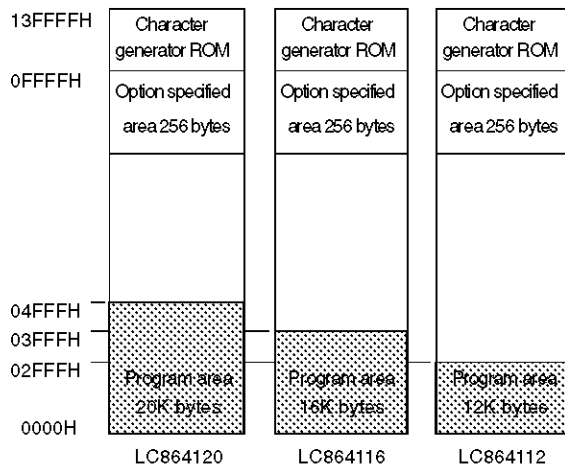 13FFFFH
0FFFFH
04FFFH
03FFFH
02FFFH
0000H
Character
generator ROM
Option specified
area 256 bytes
Program area
20K bytes
LC864120
Character
generator ROM
Option specified
area 256 bytes
Program area
16K bytes
LC864116
Character
generator ROM
Option specified
area 256 bytes
Program area
12K bytes
LC864112